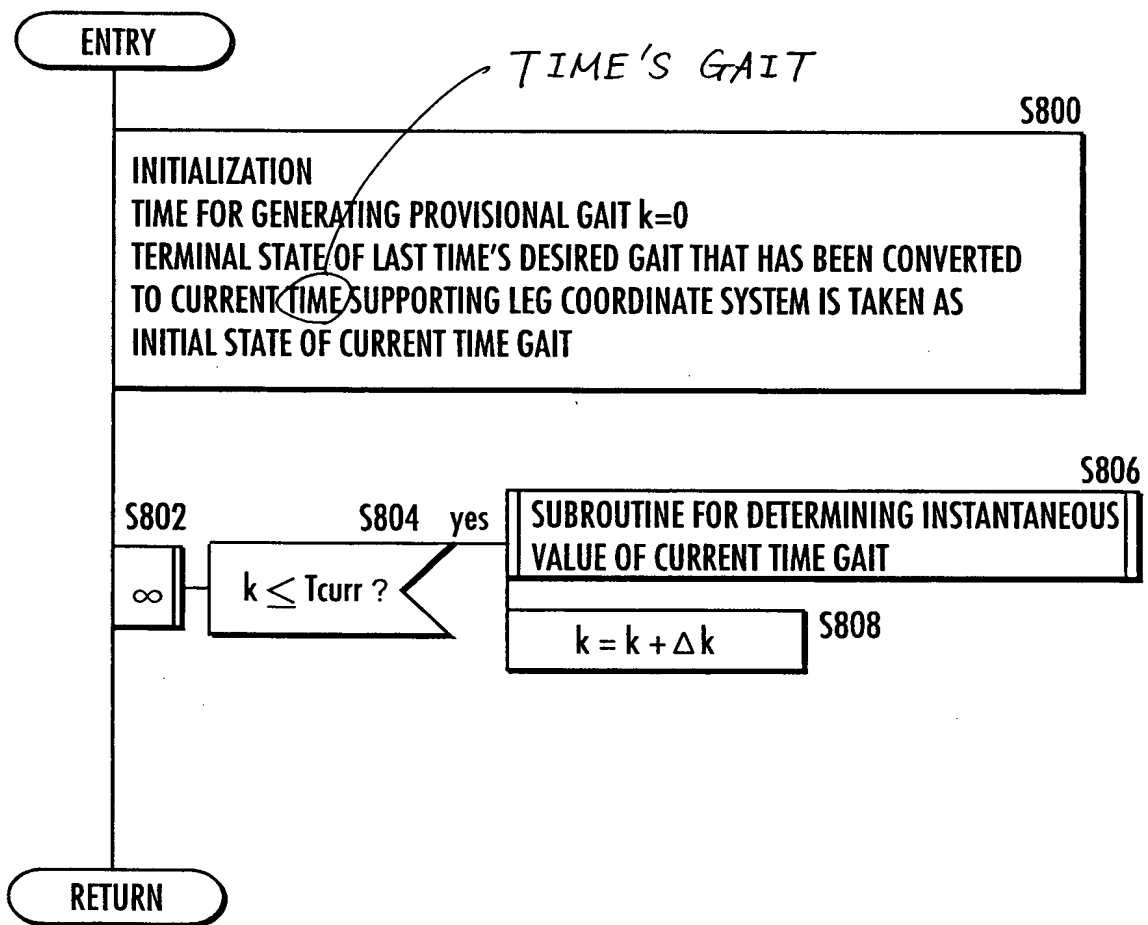 ENTRY
TIME'S GAIT
S800
INITIALIZATION
TIME FOR GENERATING PROVISIONAL GAIT k=0
TERMINAL STATE OF LAST TIME'S DESIRED GAIT THAT HAS BEEN CONVERTED
TO CURRENT TIME SUPPORTING LEG COORDINATE SYSTEM IS TAKEN AS
INITIAL STATE OF CURRENT TIME GAIT
S802
∞
S804 yes
k ≤ Tcurr ?
S806
SUBROUTINE FOR DETERMINING INSTANTANEOUS
VALUE OF CURRENT TIME GAIT
k = k + Δk
S808
RETURN